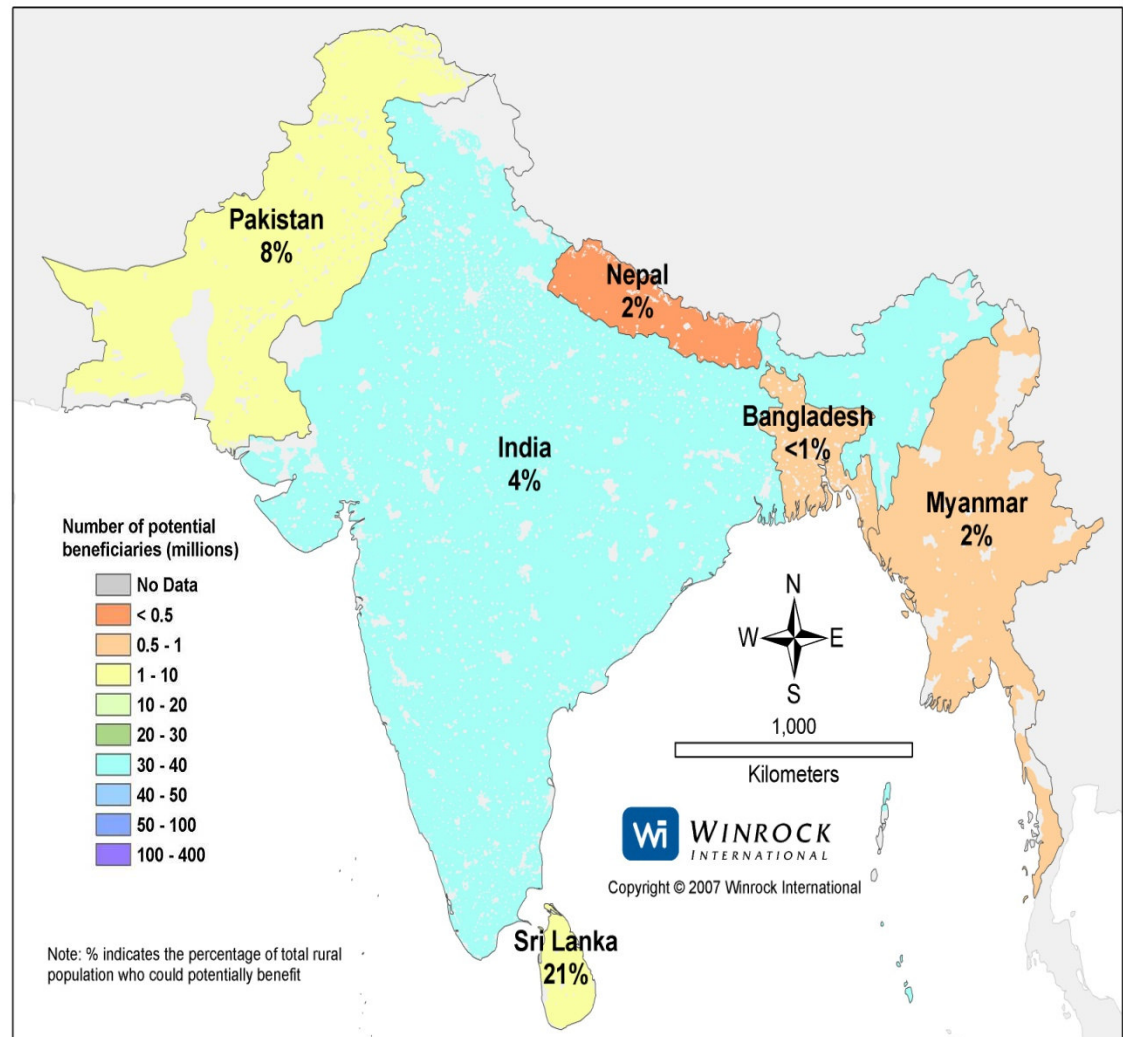 Pakistan
8%
Nepal
2%
Bangladesh
<1%
India
4%
Myanmar
2%
Number of potential
beneficiaries (millions)
No Data
< 0.5
0.5 - 1
1 - 10
10 - 20
20 - 30
30 - 40
40 - 50
50 - 100
100 - 400
N
W E
S
1,000
Kilometers
Wi WINROCK
INTERNATIONAL
Copyright © 2007 Winrock International
Sri Lanka
21%
Note: % indicates the percentage of total rural
population who could potentially benefit